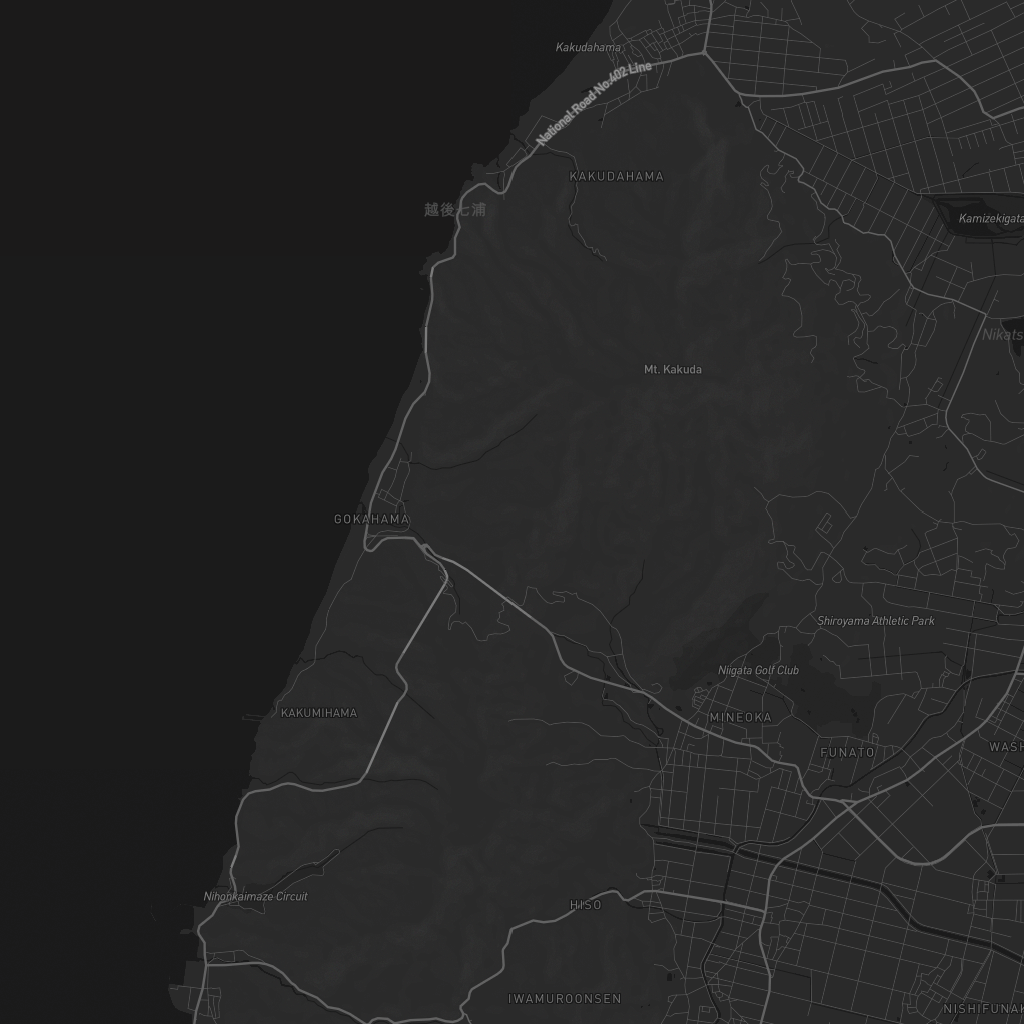 Kakudahama
National Road No.402 Line
KAKUDAHAMA
越後七浦
Kamizekigata
Nikats
Mt. Kakuda
GOKAHAMA
Shiroyama Athletic Park
Niigata Golf Club
KAKUMIHAMA
MINEOKA
FUNATO
WASH
Nihonkaimaze Circuit
HISO
IWAMUROONSEN
NISHIFUNA